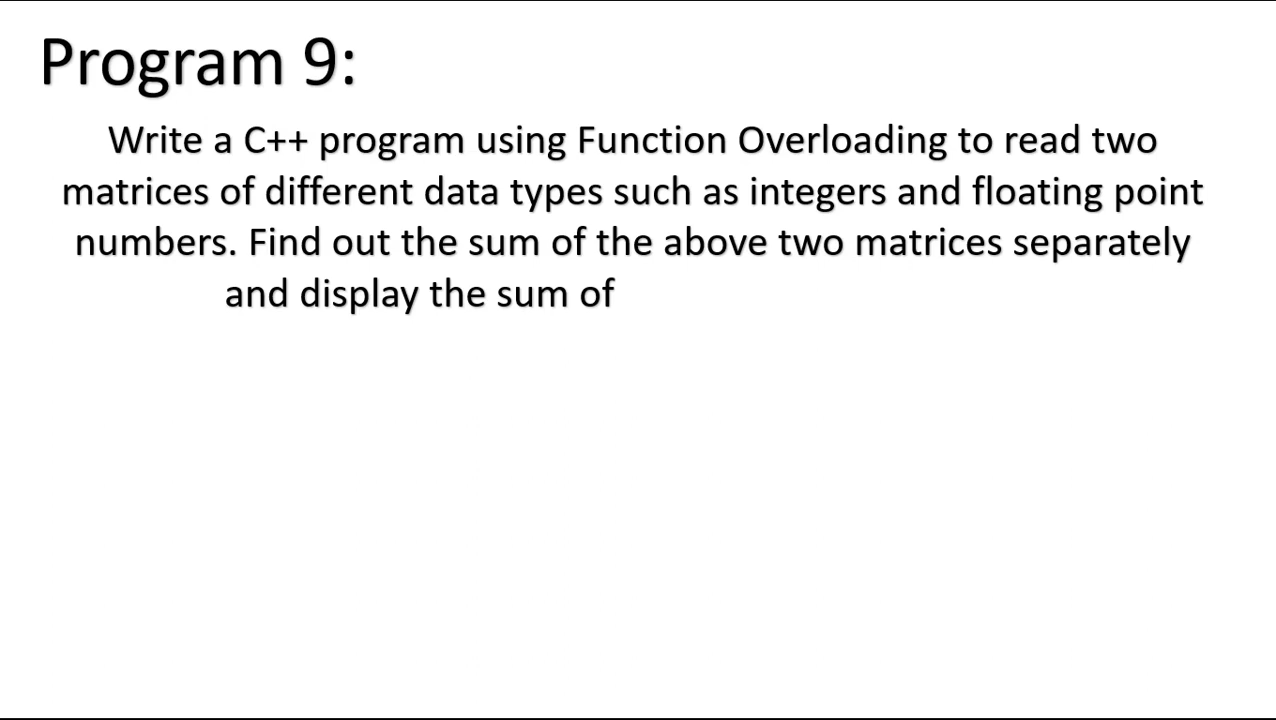 Program 9:
Write a C++ program using Function Overloading to read two
matrices of different data types such as integers and floating point
numbers. Find out the sum of the above two matrices separately
and display the sum of